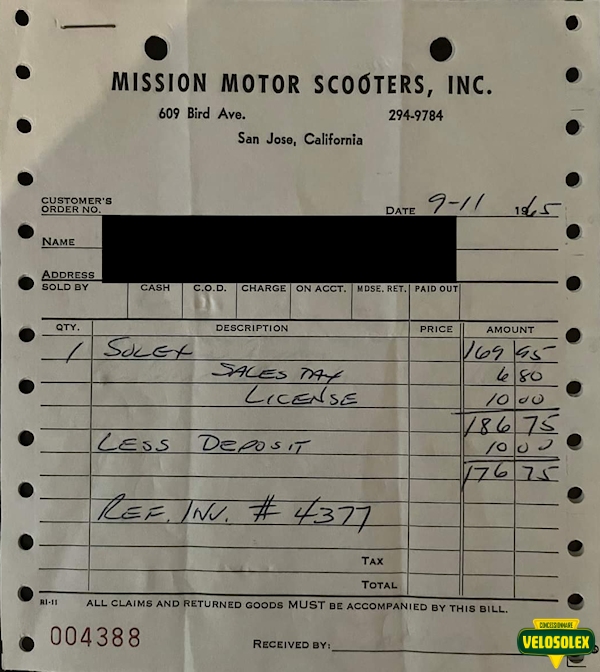 MISSION MOTOR SCOOTERS, INC.
609 Bird Ave. 294-9784
San Jose, California
CUSTOMER'S
ORDER NO. DATE 9-11 1965
NAME
ADDRESS
SOLD BY CASH C.O.D. CHARGE ON ACCT. MDSE. RET. PAID OUT
QTY. DESCRIPTION PRICE AMOUNT
1 SOLEX 169 95
SALES TAX 6 80
LICENSE 10 00
186 75
LESS DEPOSIT 10 00
176 75
REF. INV. # 4377
TAX
TOTAL
R1-11 ALL CLAIMS AND RETURNED GOODS MUST BE ACCOMPANIED BY THIS BILL.
004388 RECEIVED BY:
CONCESSIONNAIRE
VELOSOLEX